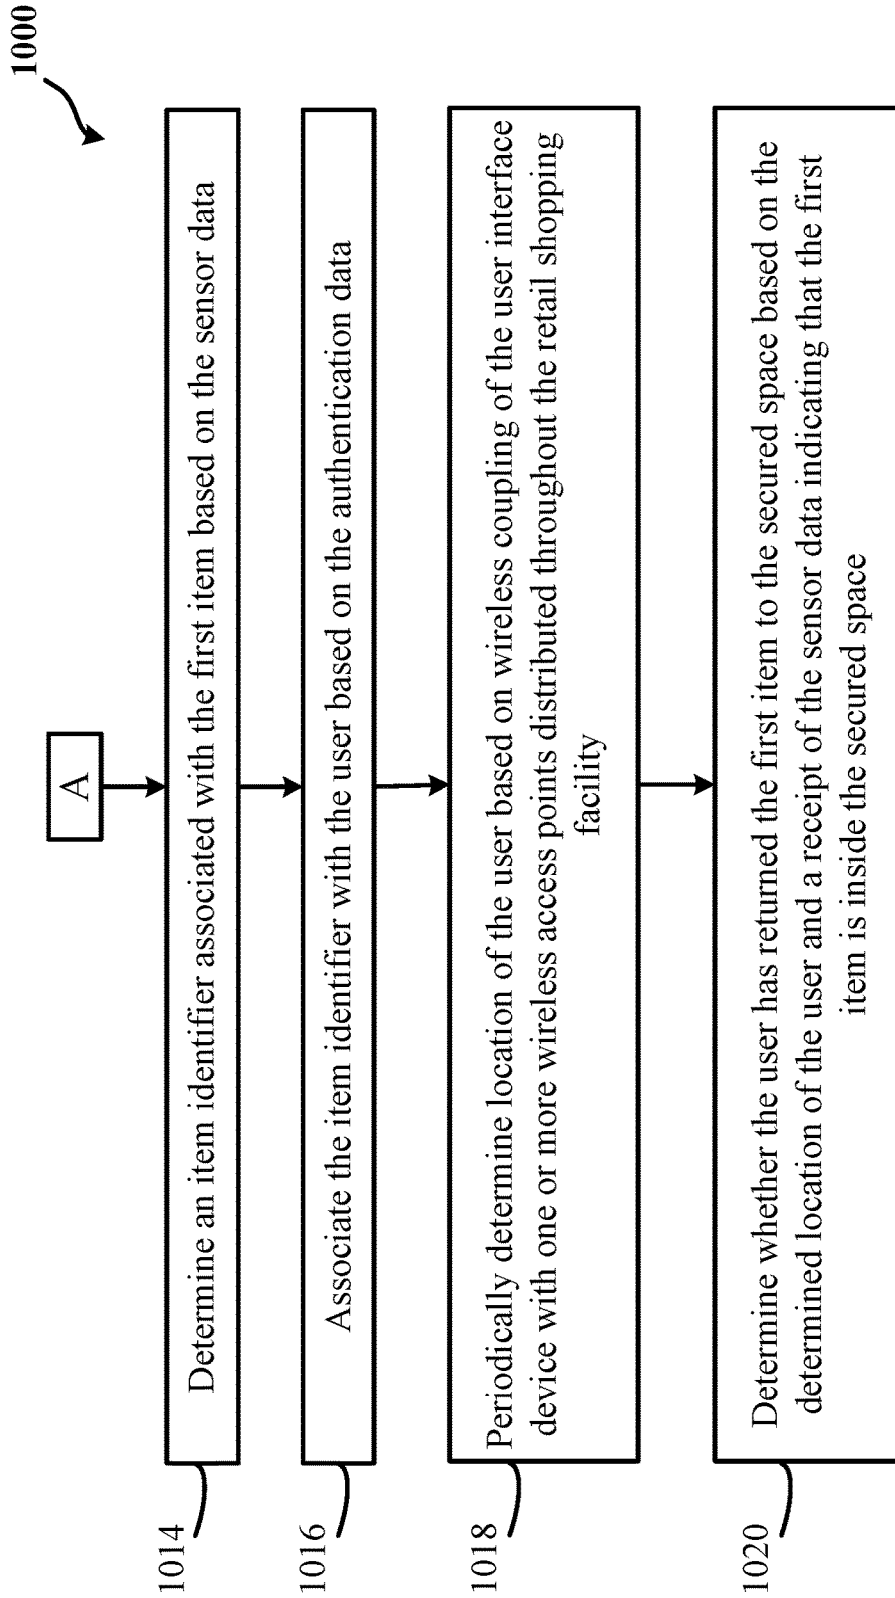 1000
A
1014
Determine an item identifier associated with the first item based on the sensor data
1016
Associate the item identifier with the user based on the authentication data
1018
Periodically determine location of the user based on wireless coupling of the user interface
device with one or more wireless access points distributed throughout the retail shopping
facility
1020
Determine whether the user has returned the first item to the secured space based on the
determined location of the user and a receipt of the sensor data indicating that the first
item is inside the secured space